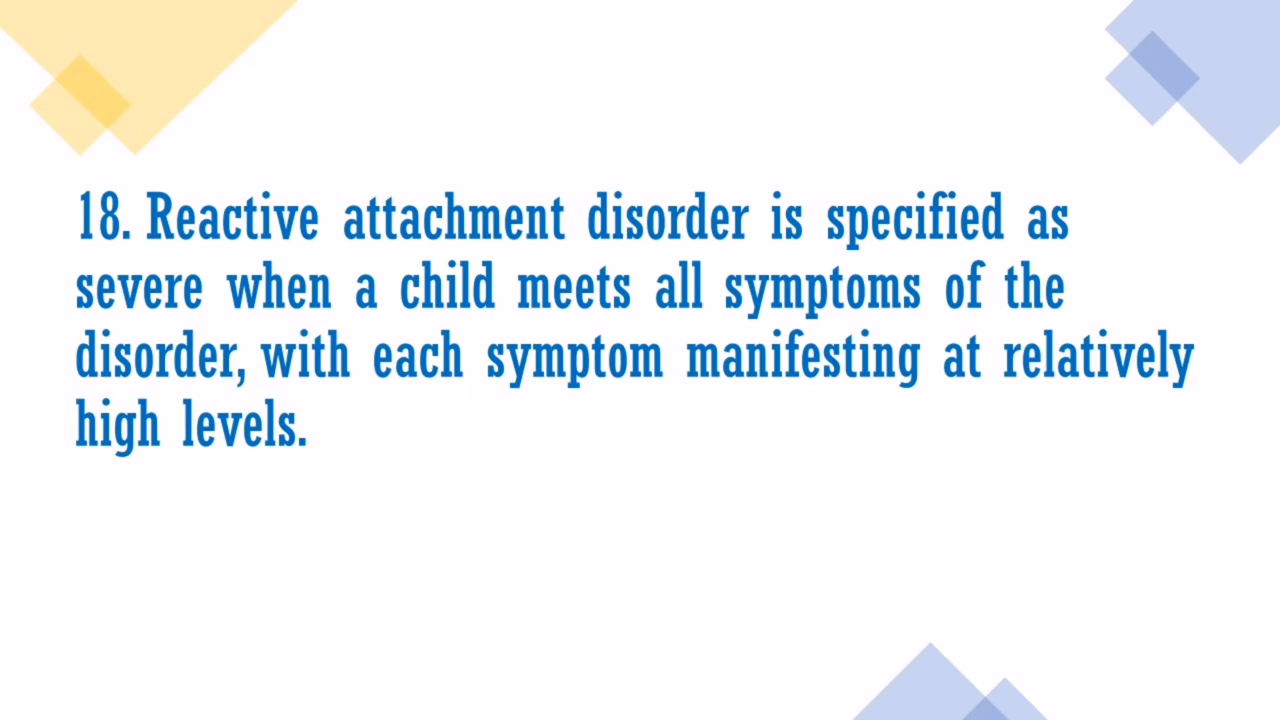 18. Reactive attachment disorder is specified as
severe when a child meets all symptoms of the
disorder, with each symptom manifesting at relatively
high levels.